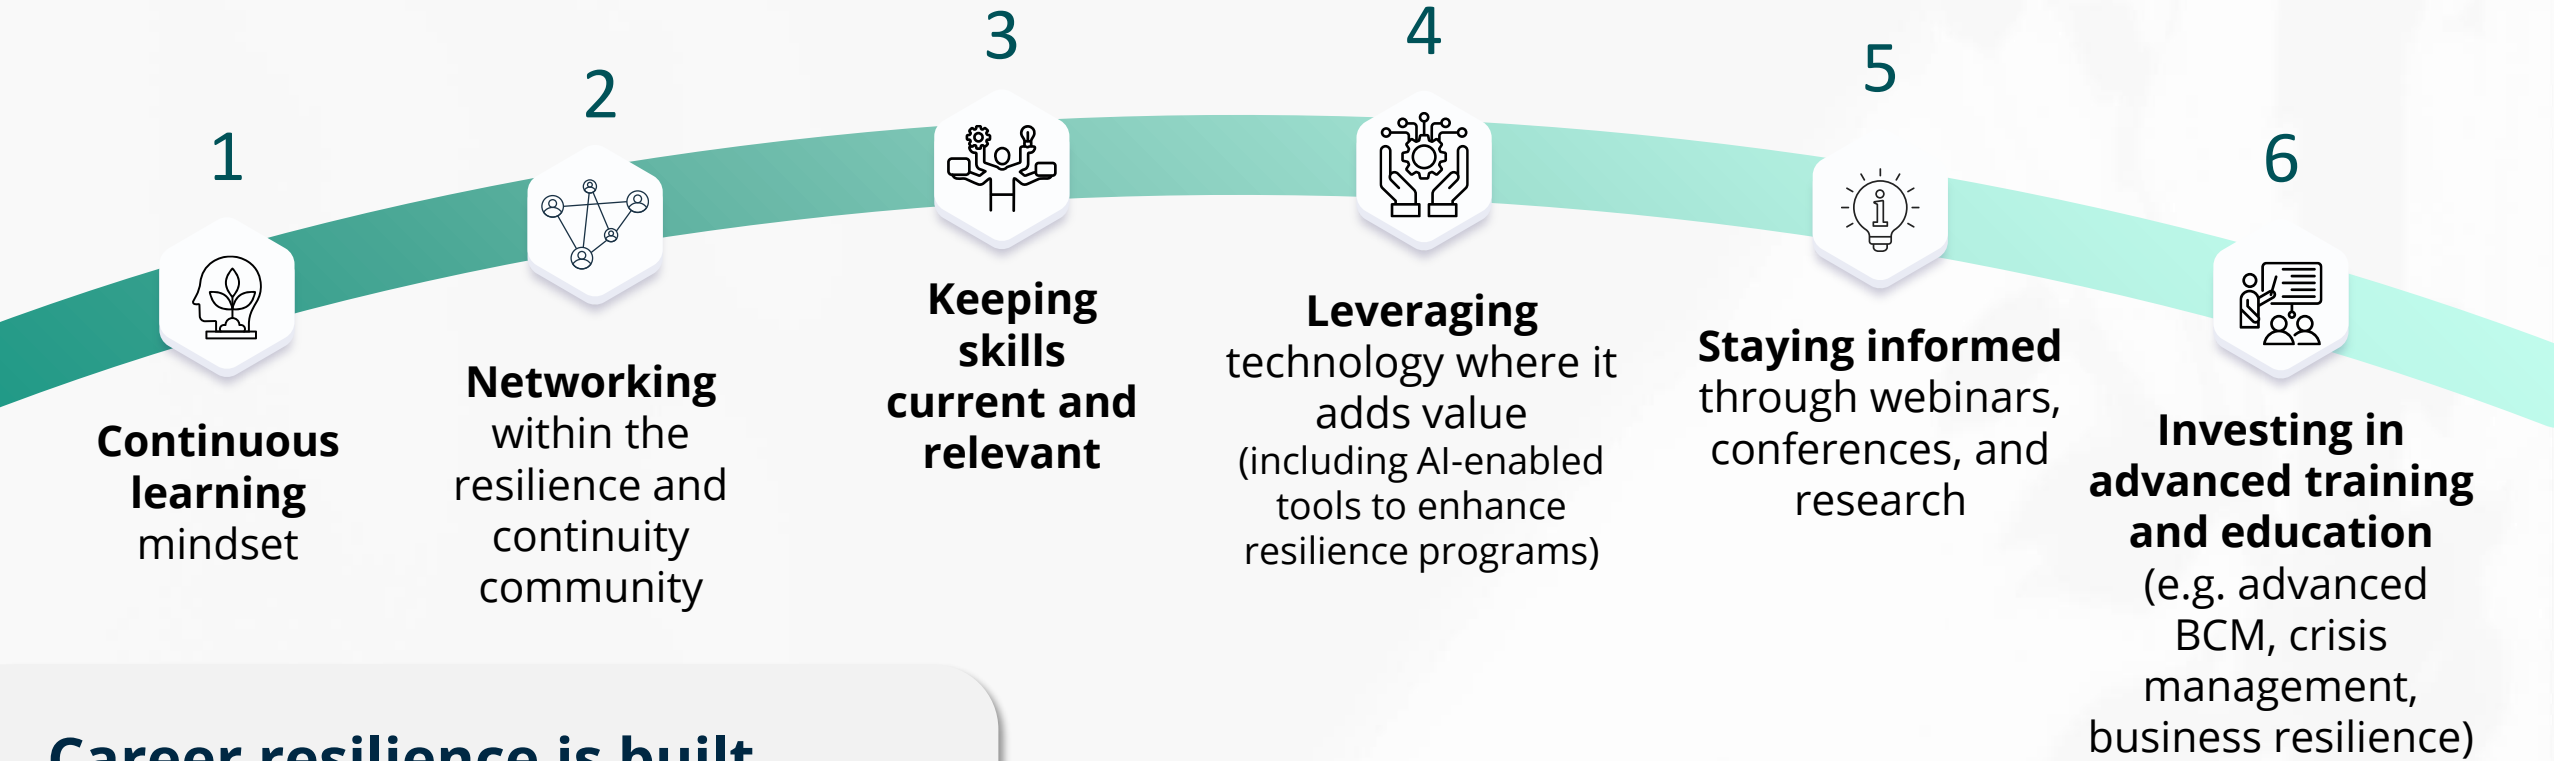 1
Continuous
learning
mindset
2
Networking
within the
resilience and
continuity
community
3
Keeping
skills
current and
relevant
4
Leveraging
technology where it
adds value
(including AI-enabled
tools to enhance
resilience programs)
5
Staying informed
through webinars,
conferences, and
research
6
Investing in
advanced training
and education
(e.g. advanced
BCM, crisis
management,
business resilience)
Career resilience is built